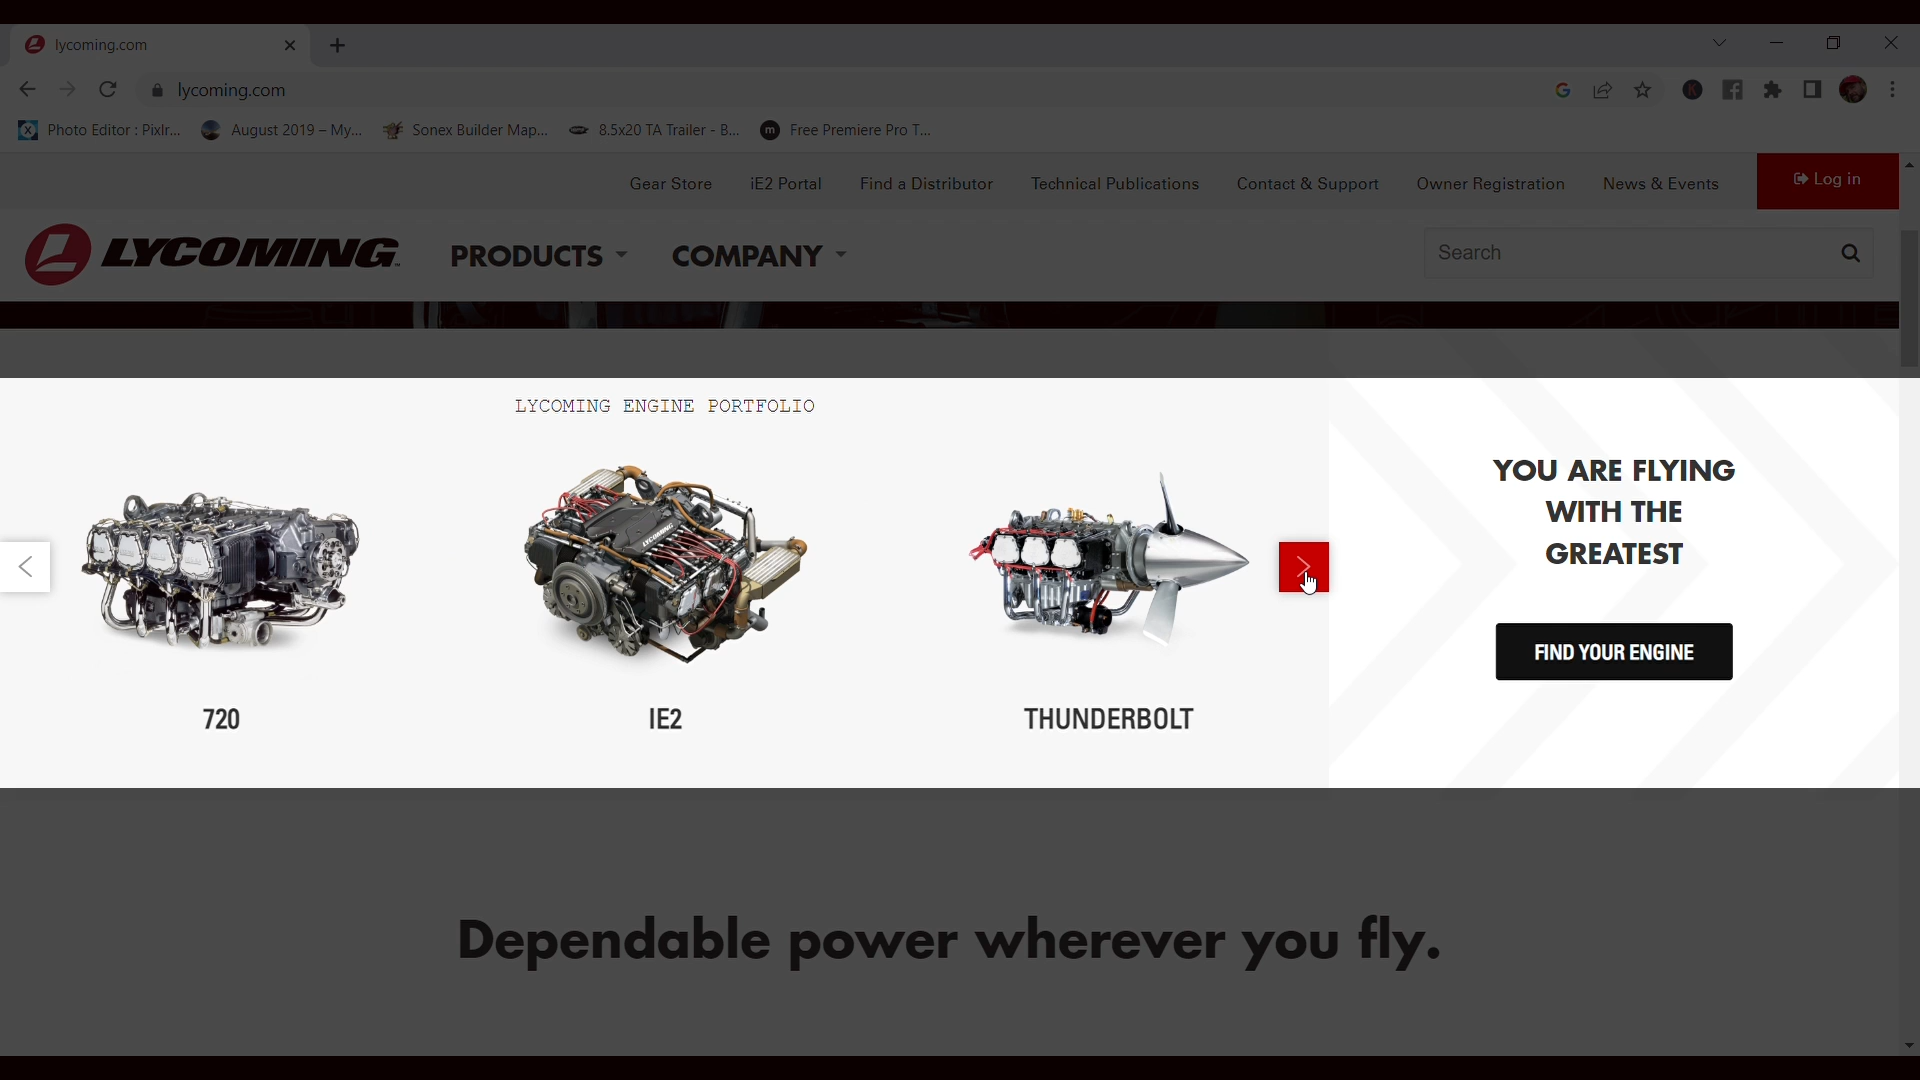 lycoming.com
lycoming.com
Photo Editor : Pixlr... August 2019 – My... Sonex Builder Map... 8.5x20 TA Trailer - B... m Free Premiere Pro T...
Gear Store iE2 Portal Find a Distributor Technical Publications Contact & Support Owner Registration News & Events Log in
LYCOMING PRODUCTS COMPANY Search
LYCOMING ENGINE PORTFOLIO
LYCOMING
720 IE2 THUNDERBOLT
YOU ARE FLYING
WITH THE
GREATEST
FIND YOUR ENGINE
Dependable power wherever you fly.